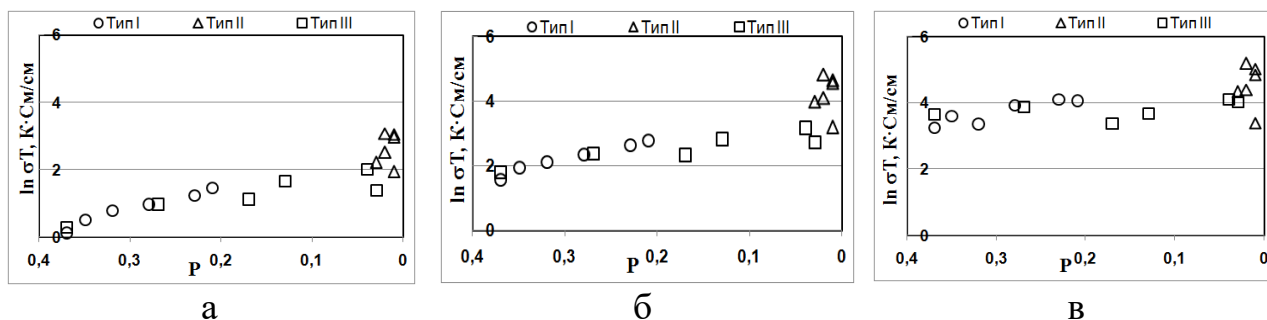 Тип I Тип II Тип III
6
4
2
0
ln σT, К·См/см
0,4 0,3 0,2 0,1 0
P
а
Тип I Тип II Тип III
6
4
2
0
ln σT, К·См/см
0,4 0,3 0,2 0,1 0
P
б
Тип I Тип II Тип III
6
4
2
0
ln σT, К·См/см
0,4 0,3 0,2 0,1 0
P
в